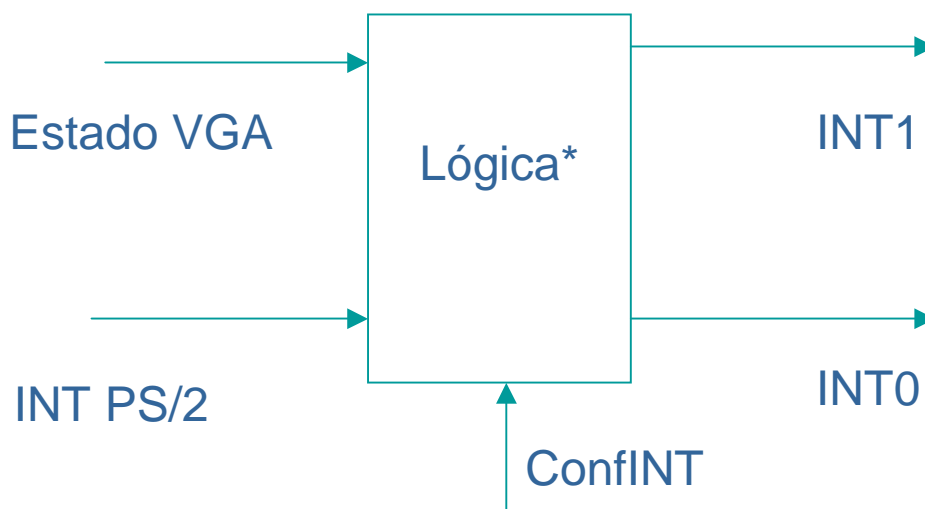 Estado VGA
INT1
Lógica*
INT PS/2
INT0
ConfINT